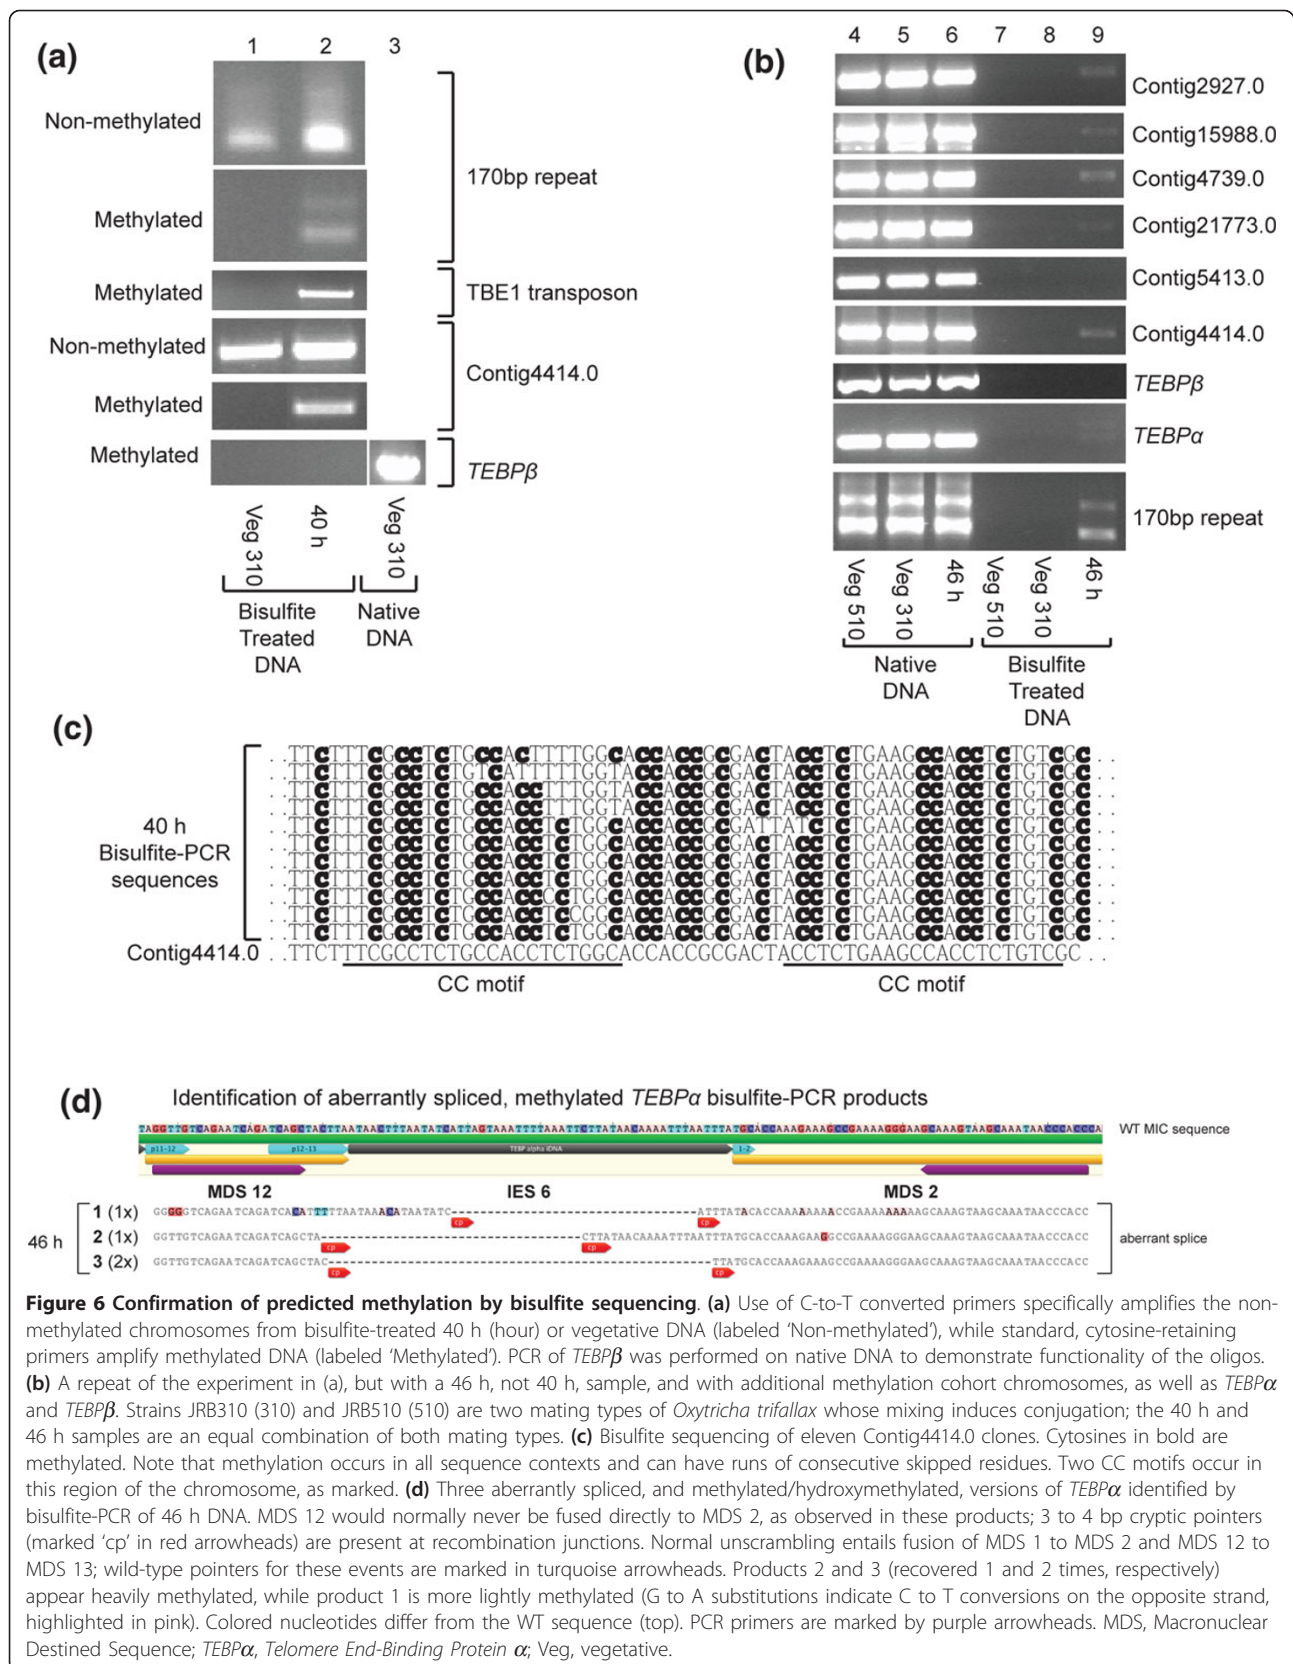 (a)
1 2 3
Non-methylated
Methylated
170bp repeat
Methylated
TBE1 transposon
Non-methylated
Methylated
Contig4414.0
Methylated
TEBPβ
Veg 310
40 h
Veg 310
Bisulfite
Treated
DNA
Native
DNA
(b)
4 5 6 7 8 9
Contig2927.0
Contig15988.0
Contig4739.0
Contig21773.0
Contig5413.0
Contig4414.0
TEBPβ
TEBPα
170bp repeat
Veg 510
Veg 310
46 h
Veg 510
Veg 310
46 h
Native
DNA
Bisulfite
Treated
DNA
(c)
40 h
Bisulfite-PCR
sequences
Contig4414.0 ..TTCTTTCGCCTCTGCCACCTCTGGCACCACCGCGACTACCTCTGAAGCCACCTCTGTCGC..
CC motif
CC motif
(d)
Identification of aberrantly spliced, methylated TEBPα bisulfite-PCR products
WT MIC sequence
p11-12
p12-13
TEBP alpha IDNA
1-2
MDS 12
IES 6
MDS 2
46 h
1 (1x)
cp
cp
2 (1x)
cp
cp
3 (2x)
cp
cp
aberrant splice
Figure 6 Confirmation of predicted methylation by bisulfite sequencing. (a) Use of C-to-T converted primers specifically amplifies the non-
methylated chromosomes from bisulfite-treated 40 h (hour) or vegetative DNA (labeled ‘Non-methylated’), while standard, cytosine-retaining
primers amplify methylated DNA (labeled ‘Methylated’). PCR of TEBPβ was performed on native DNA to demonstrate functionality of the oligos.
(b) A repeat of the experiment in (a), but with a 46 h, not 40 h, sample, and with additional methylation cohort chromosomes, as well as TEBPα
and TEBPβ. Strains JRB310 (310) and JRB510 (510) are two mating types of Oxytricha trifallax whose mixing induces conjugation; the 40 h and
46 h samples are an equal combination of both mating types. (c) Bisulfite sequencing of eleven Contig4414.0 clones. Cytosines in bold are
methylated. Note that methylation occurs in all sequence contexts and can have runs of consecutive skipped residues. Two CC motifs occur in
this region of the chromosome, as marked. (d) Three aberrantly spliced, and methylated/hydroxymethylated, versions of TEBPα identified by
bisulfite-PCR of 46 h DNA. MDS 12 would normally never be fused directly to MDS 2, as observed in these products; 3 to 4 bp cryptic pointers
(marked ‘cp’ in red arrowheads) are present at recombination junctions. Normal unscrambling entails fusion of MDS 1 to MDS 2 and MDS 12 to
MDS 13; wild-type pointers for these events are marked in turquoise arrowheads. Products 2 and 3 (recovered 1 and 2 times, respectively)
appear heavily methylated, while product 1 is more lightly methylated (G to A substitutions indicate C to T conversions on the opposite strand,
highlighted in pink). Colored nucleotides differ from the WT sequence (top). PCR primers are marked by purple arrowheads. MDS, Macronuclear
Destined Sequence; TEBPα, Telomere End-Binding Protein α; Veg, vegetative.